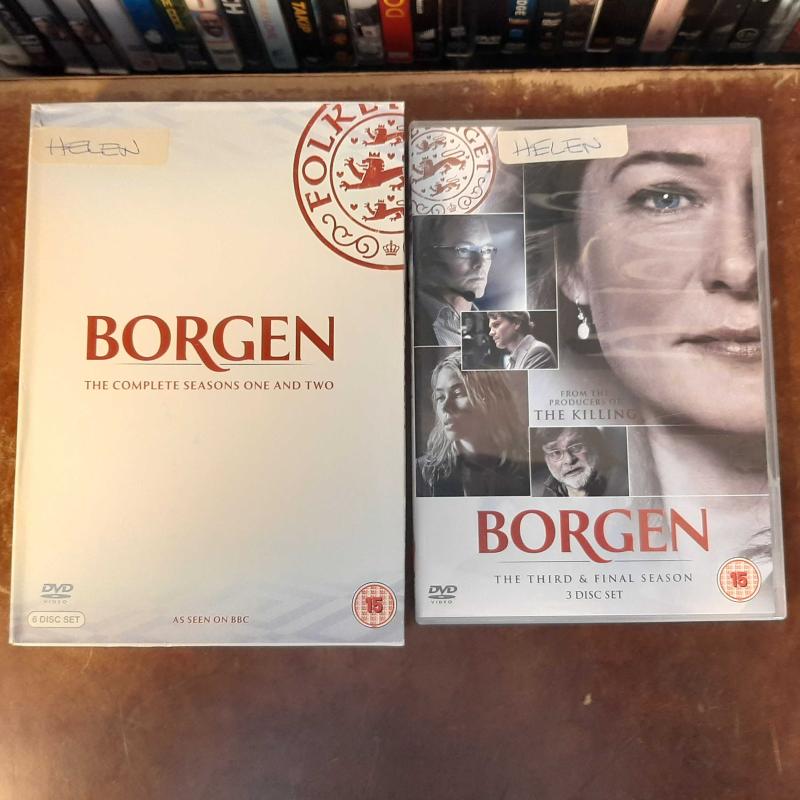 HELEN
FOLKE
BORGEN
THE COMPLETE SEASONS ONE AND TWO
DVD
VIDEO
6 DISC SET
AS SEEN ON BBC
15
HELEN
GET
FROM THE
PRODUCERS OF
THE KILLING
BORGEN
THE THIRD & FINAL SEASON
3 DISC SET
DVD
VIDEO
15